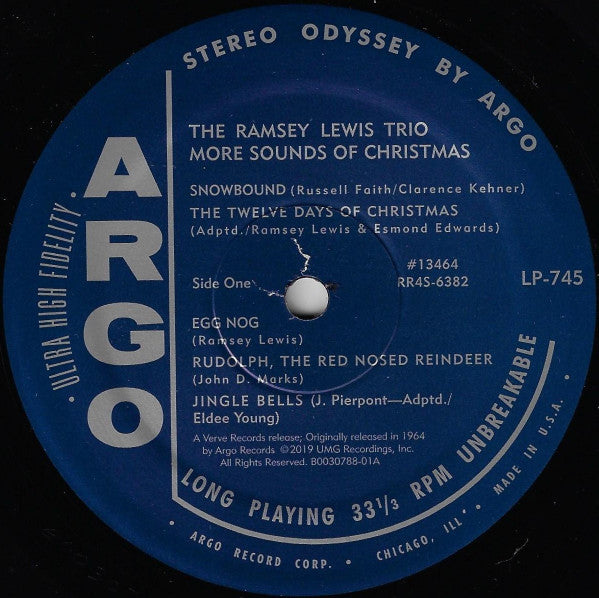 STEREO ODYSSEY BY ARGO
THE RAMSEY LEWIS TRIO
MORE SOUNDS OF CHRISTMAS
SNOWBOUND (Russell Faith/Clarence Kehner)
THE TWELVE DAYS OF CHRISTMAS
(Adptd./Ramsey Lewis & Esmond Edwards)
ARGO
· ULTRA HIGH FIDELITY ·
Side One
#13464
RR4S-6382
LP-745
EGG NOG
(Ramsey Lewis)
RUDOLPH, THE RED NOSED REINDEER
(John D. Marks)
JINGLE BELLS (J. Pierpont—Adptd./
Eldee Young)
A Verve Records release; Originally released in 1964
by Argo Records ©2019 UMG Recordings, Inc.
All Rights Reserved. B0030788-01A
LONG PLAYING 33 1/3 RPM UNBREAKABLE
· ARGO RECORD CORP. · CHICAGO, ILL. · MADE IN U.S.A. ·